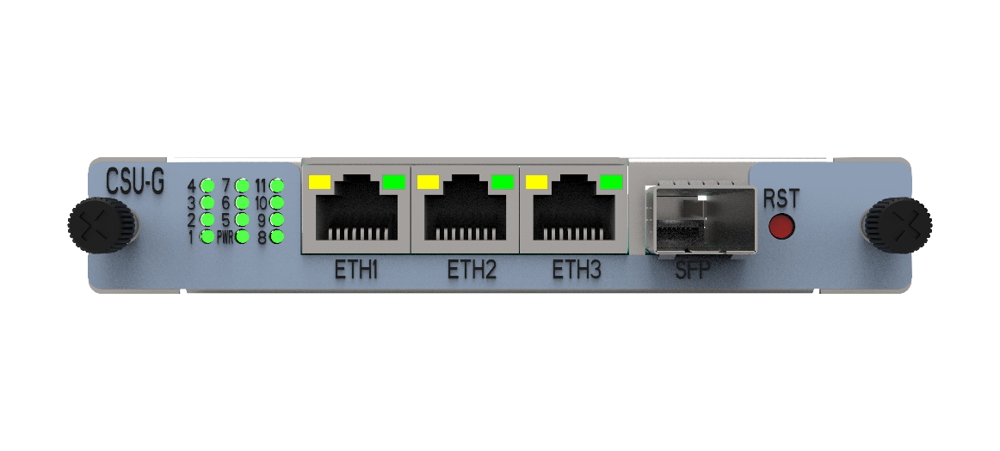 CSU-G
4 7 11
3 6 10
2 5 9
1 PWR 8
RST
ETH1 ETH2 ETH3 SFP